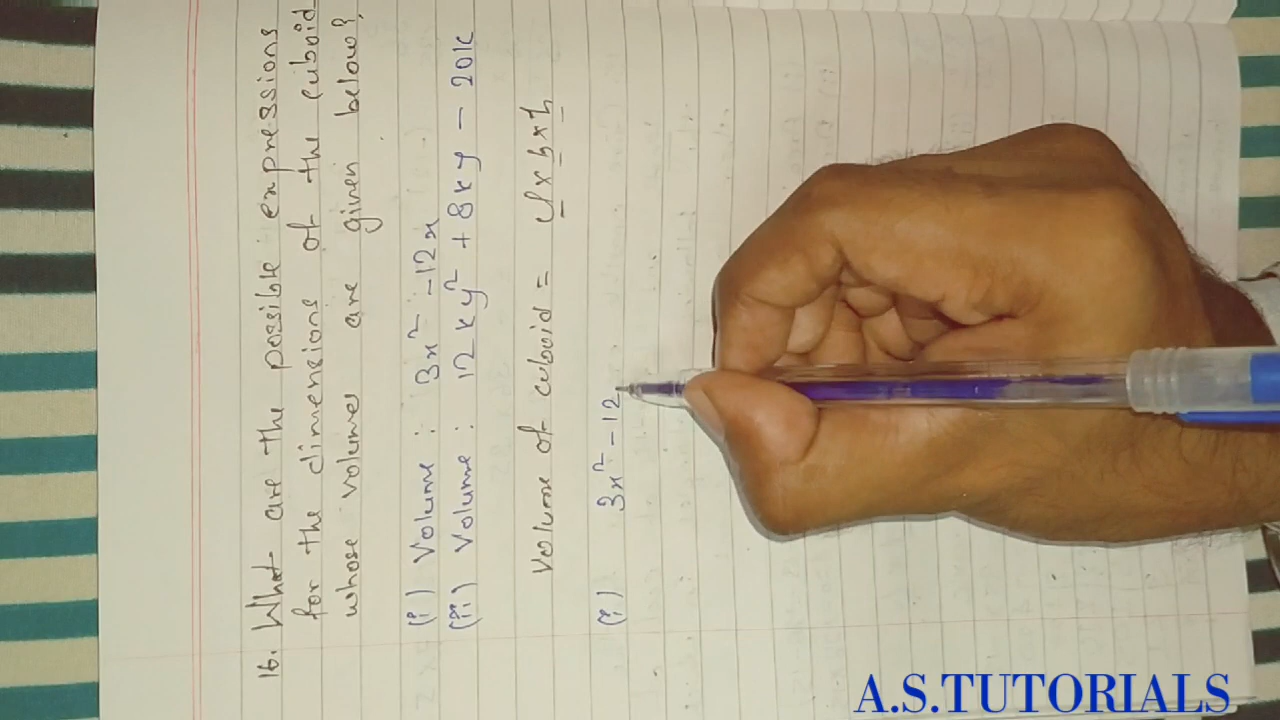 16. What are the possible expressions
for the dimensions of the cuboid
whose volumes are given below?
(i) Volume : 3x² - 12x
(ii) Volume : 12ky² + 8ky - 20k
Volume of cuboid = l x b x h
(i) 3x² - 12
A.S.TUTORIALS